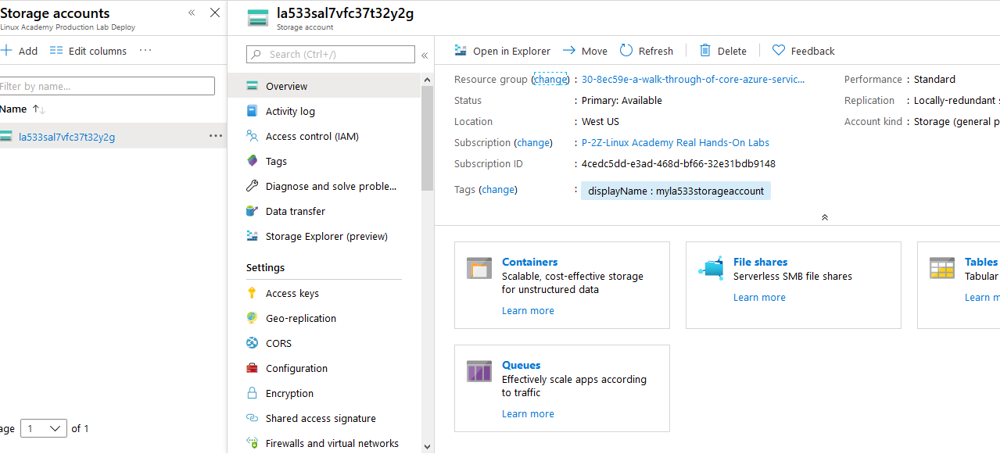 Storage accounts
Linux Academy Production Lab Deploy
Add
Edit columns
Filter by name...
Name
la533sal7vfc37t32y2g
age 1 of 1
la533sal7vfc37t32y2g
Storage account
Search (Ctrl+/)
Overview
Activity log
Access control (IAM)
Tags
Diagnose and solve proble...
Data transfer
Storage Explorer (preview)
Settings
Access keys
Geo-replication
CORS
Configuration
Encryption
Shared access signature
Firewalls and virtual networks
Open in Explorer
Move
Refresh
Delete
Feedback
Resource group (change) : 30-8ec59e-a-walk-through-of-core-azure-servic...
Status : Primary: Available
Location : West US
Subscription (change) : P-2Z-Linux Academy Real Hands-On Labs
Subscription ID : 4cedc5dd-e3ad-468d-bf66-32e31bdb9148
Tags (change) : displayName : myla533storageaccount
Performance : Standard
Replication : Locally-redundant s
Account kind : Storage (general p
Containers
Scalable, cost-effective storage
for unstructured data
Learn more
File shares
Serverless SMB file shares
Learn more
Tables
Tabular
Learn m
Queues
Effectively scale apps according
to traffic
Learn more